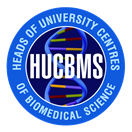 HEADS OF UNIVERSITY CENTRES
HUCBMS
OF BIOMEDICAL SCIENCE